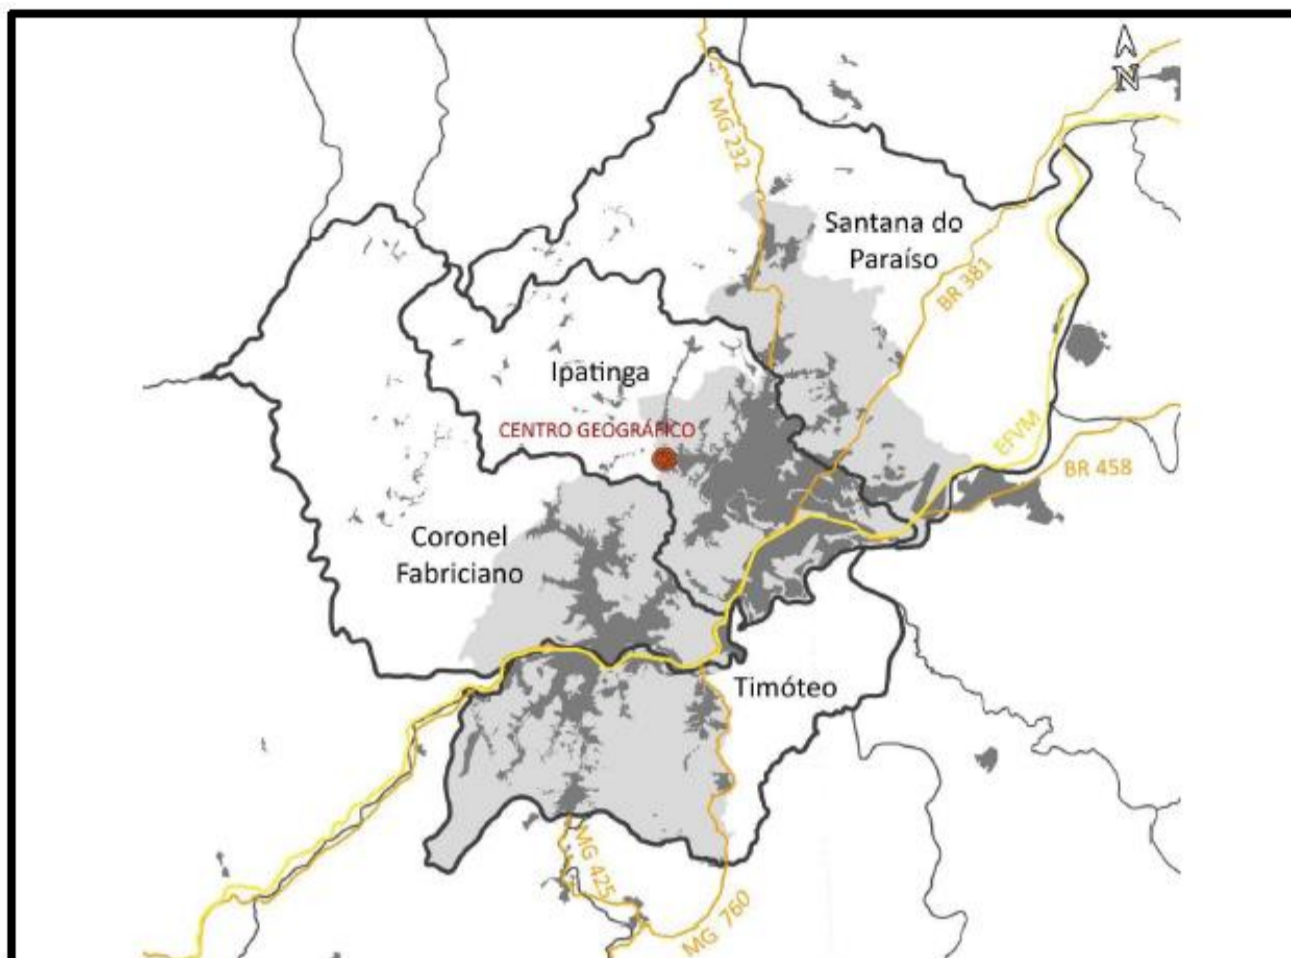 N
MG 232
Santana do
Paraíso
BR 381
Ipatinga
CENTRO GEOGRÁFICO
EFVM
BR 458
Coronel
Fabriciano
Timóteo
MG 425
MG 760